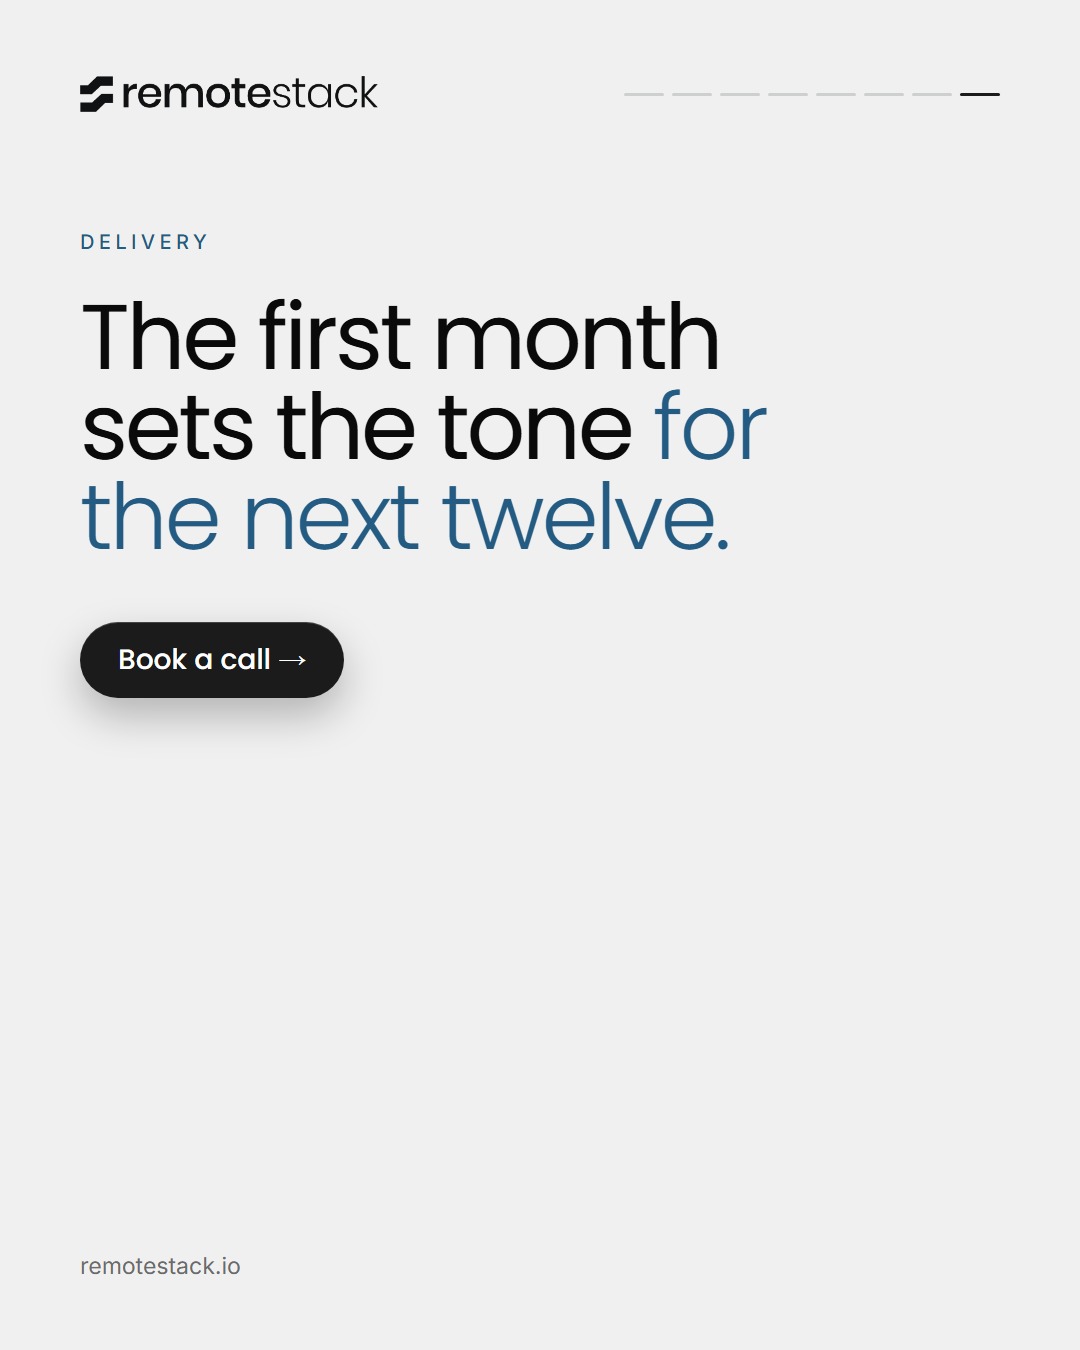 remotestack
DELIVERY
The first month
sets the tone for
the next twelve.
Book a call →
remotestack.io